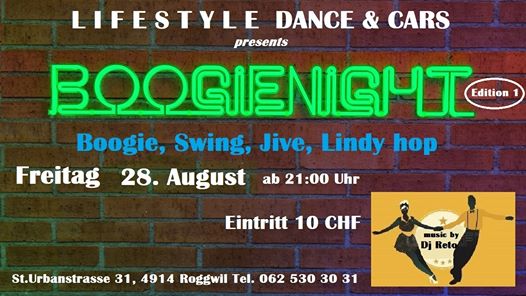 LIFESTYLE DANCE & CARS
presents
BOOGIENIGHT
Edition 1
Boogie, Swing, Jive, Lindy hop
Freitag 28. August ab 21:00 Uhr
Eintritt 10 CHF
music by
Dj Reto
St.Urbanstrasse 31, 4914 Roggwil Tel. 062 530 30 31